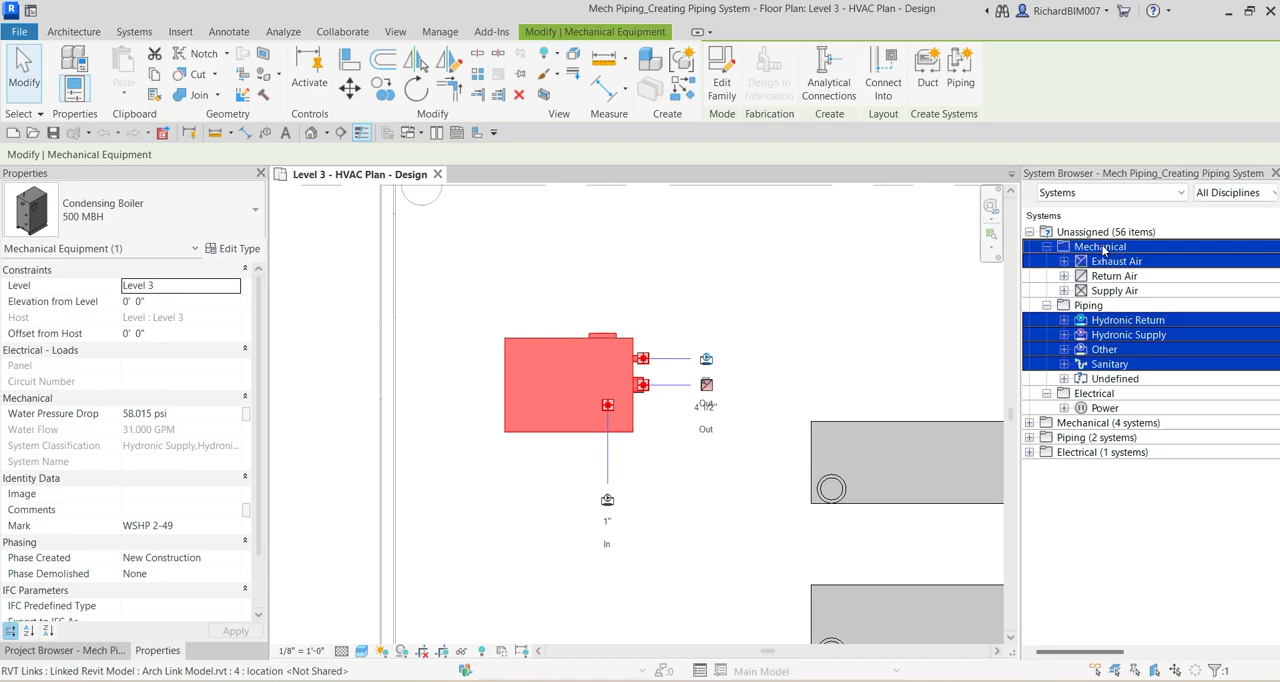 Mech Piping_Creating Piping System - Floor Plan: Level 3 - HVAC Plan - Design
RichardBIM007
File
Architecture
Systems
Insert
Annotate
Analyze
Collaborate
View
Manage
Add-Ins
Modify | Mechanical Equipment
Modify
Select
Properties
Paste
Clipboard
Notch
Cut
Join
Geometry
Activate
Controls
Modify
View
Measure
Create
Edit
Family
Mode
Design to
Fabrication
Fabrication
Analytical
Connections
Create
Connect
Into
Layout
Duct
Piping
Create Systems
Modify | Mechanical Equipment
Properties
Condensing Boiler
500 MBH
Mechanical Equipment (1)
Edit Type
Constraints
Level
Level 3
Elevation from Level
0' 0"
Host
Level : Level 3
Offset from Host
0' 0"
Electrical - Loads
Panel
Circuit Number
Mechanical
Water Pressure Drop
58.015 psi
Water Flow
31.000 GPM
System Classification
Hydronic Supply,Hydroni...
System Name
Identity Data
Image
Comments
Mark
WSHP 2-49
Phasing
Phase Created
New Construction
Phase Demolished
None
IFC Parameters
IFC Predefined Type
Apply
Project Browser - Mech Pi...
Properties
Level 3 - HVAC Plan - Design
4 1/2"
Out
1"
In
1/8" = 1'-0"
System Browser - Mech Piping_Creating Piping System
Systems
All Disciplines
Systems
Unassigned (56 items)
Mechanical
Exhaust Air
Return Air
Supply Air
Piping
Hydronic Return
Hydronic Supply
Other
Sanitary
Undefined
Electrical
Power
Mechanical (4 systems)
Piping (2 systems)
Electrical (1 systems)
RVT Links : Linked Revit Model : Arch Link Model.rvt : 4 : location <Not Shared>
:0
Main Model
:1